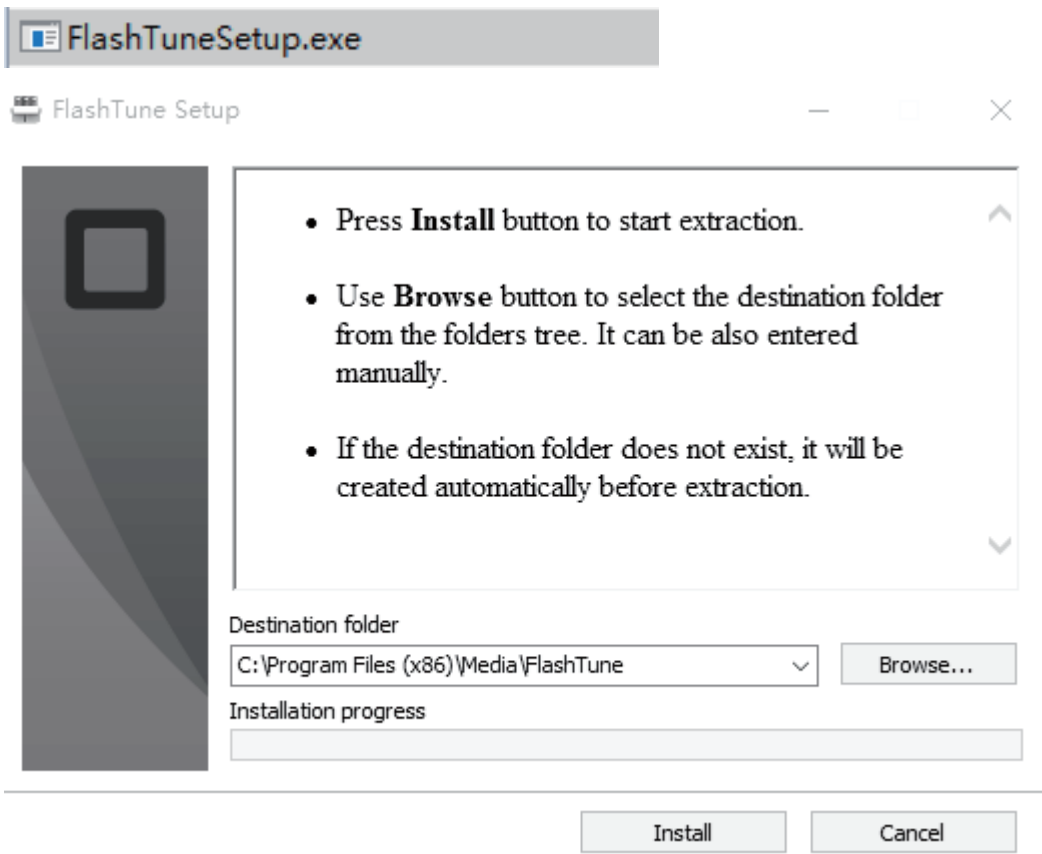 FlashTuneSetup.exe
FlashTune Setup
Press Install button to start extraction.
Use Browse button to select the destination folder
from the folders tree. It can be also entered
manually.
If the destination folder does not exist, it will be
created automatically before extraction.
Destination folder
C:\Program Files (x86)\Media\FlashTune
Browse...
Installation progress
Install
Cancel